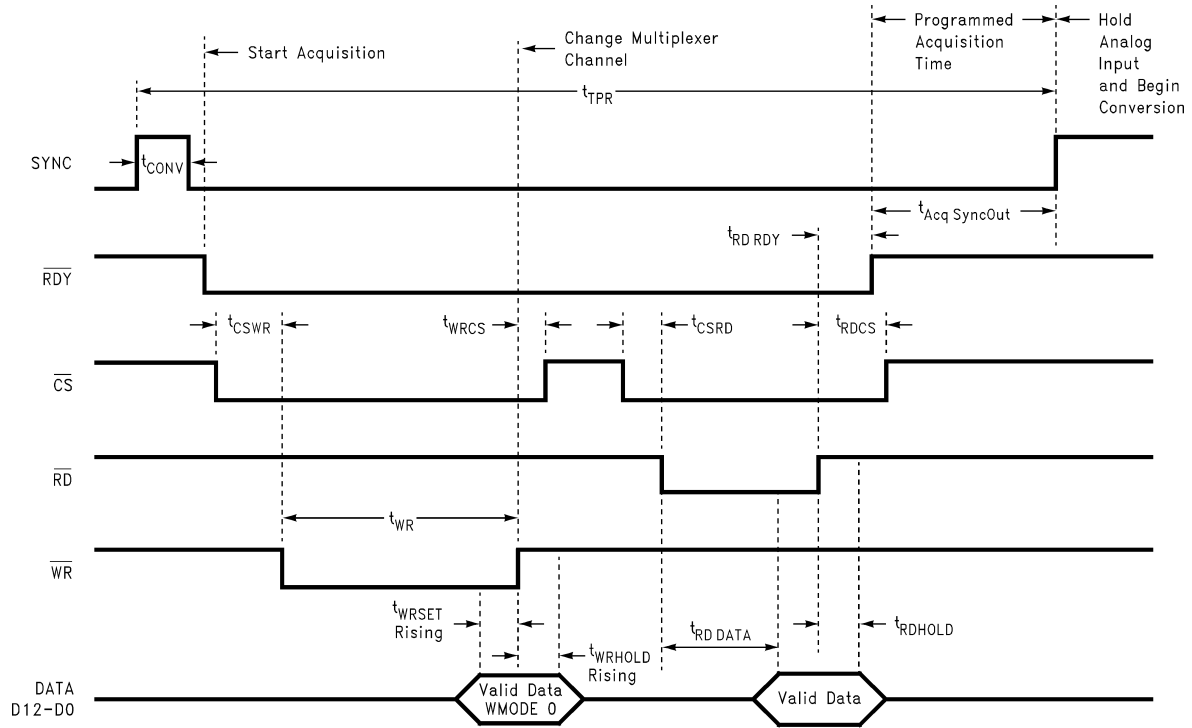 Start Acquisition
Change Multiplexer
Channel
Programmed
Acquisition
Time
Hold
Analog
Input
and Begin
Conversion
tTPR
SYNC
tCONV
tAcq SyncOut
tRD RDY
RDY
tCSWR
tWRCS
tCSRD
tRDCS
CS
RD
tWR
WR
tWRSET
Rising
tWRHOLD
Rising
tRD DATA
tRDHOLD
DATA
D12-D0
Valid Data
WMODE 0
Valid Data